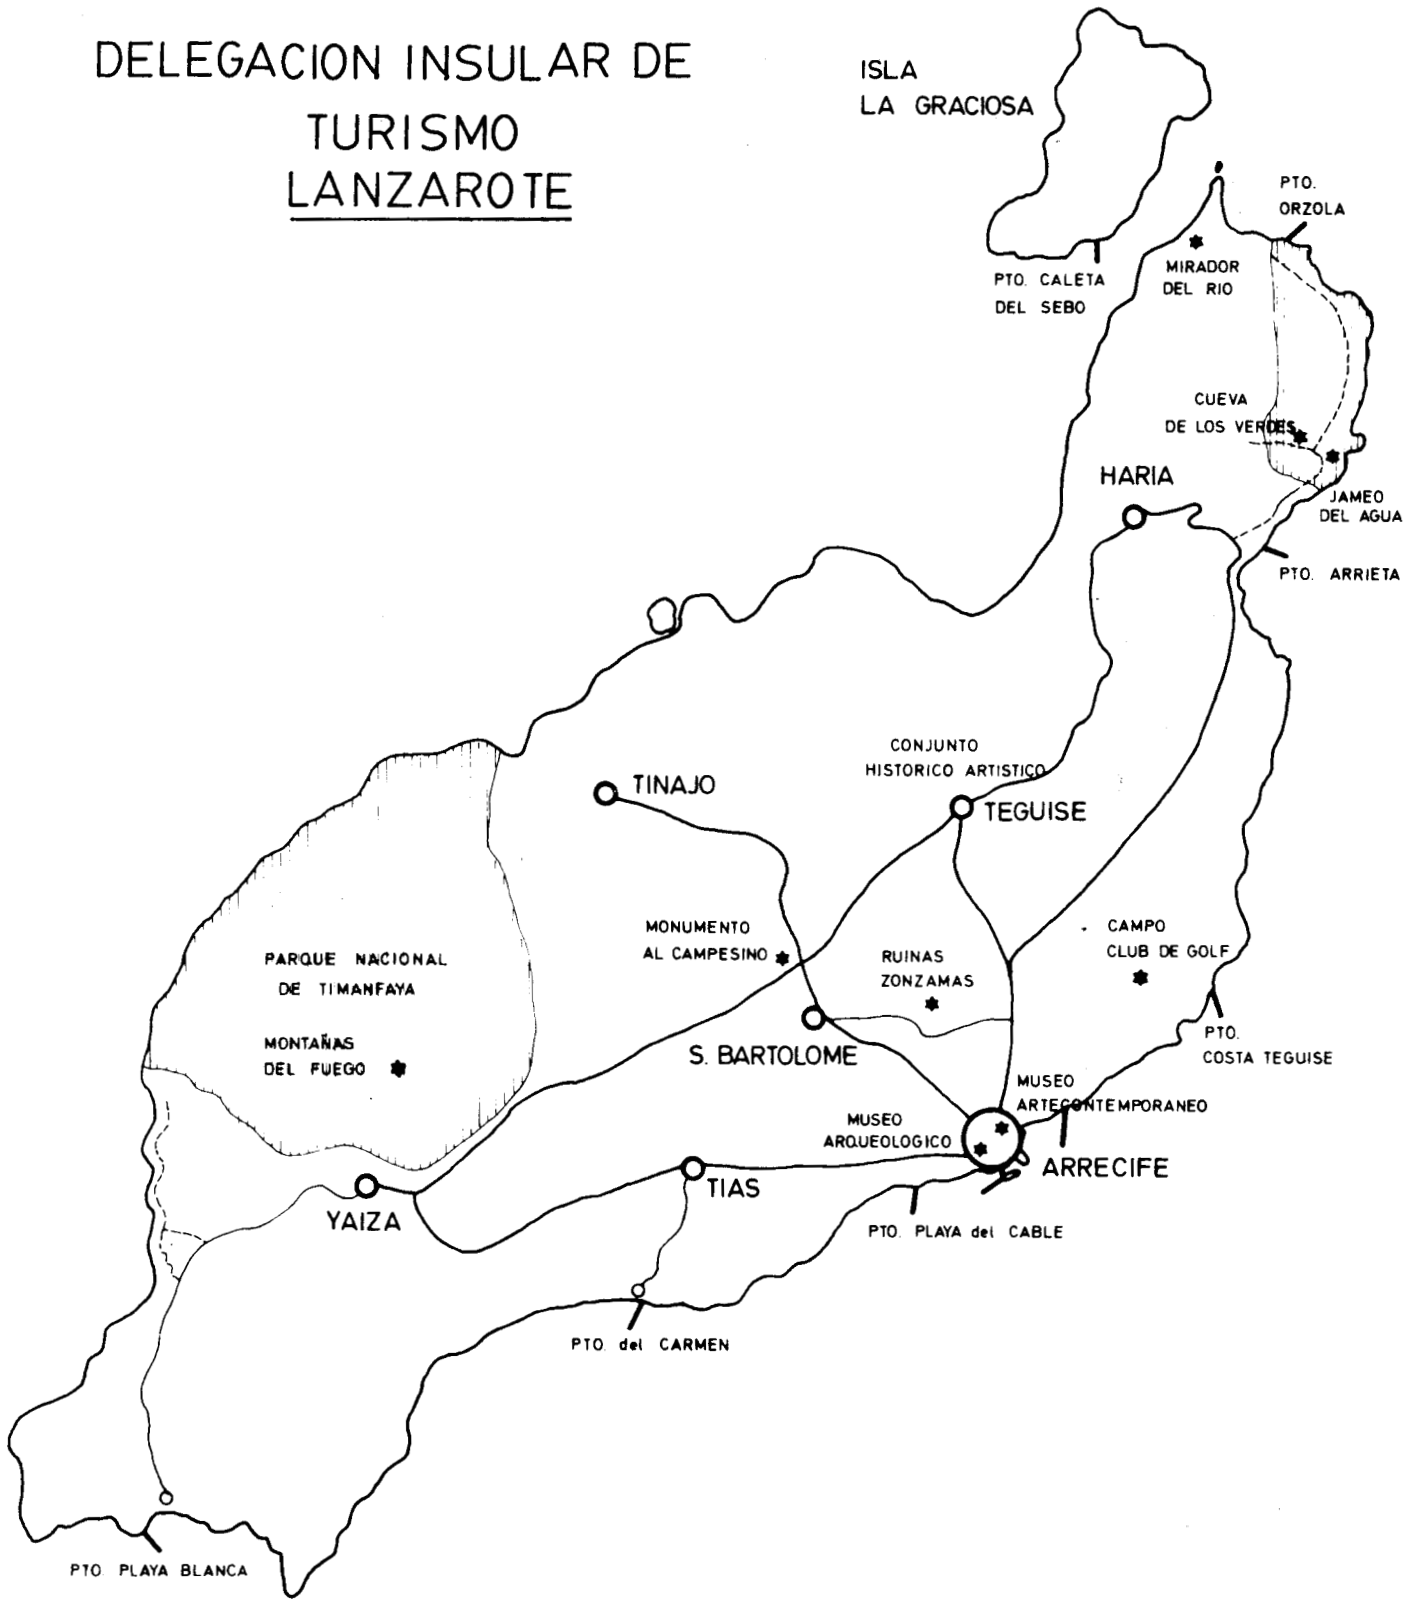 DELEGACION INSULAR DE
TURISMO
LANZAROTE
ISLA
LA GRACIOSA
PTO.
ORZOLA
MIRADOR
DEL RIO
PTO. CALETA
DEL SEBO
CUEVA
DE LOS VERDES
HARIA
JAMEO
DEL AGUA
PTO. ARRIETA
CONJUNTO
HISTORICO ARTISTICO
TINAJO
TEGUISE
MONUMENTO
AL CAMPESINO
RUINAS
ZONZAMAS
CAMPO
CLUB DE GOLF
PARQUE NACIONAL
DE TIMANFAYA
MONTAÑAS
DEL FUEGO
S. BARTOLOME
PTO.
COSTA TEGUISE
MUSEO
ARTECONTEMPORANEO
MUSEO
ARQUEOLOGICO
ARRECIFE
TIAS
YAIZA
PTO. PLAYA del CABLE
PTO. del CARMEN
PTO. PLAYA BLANCA